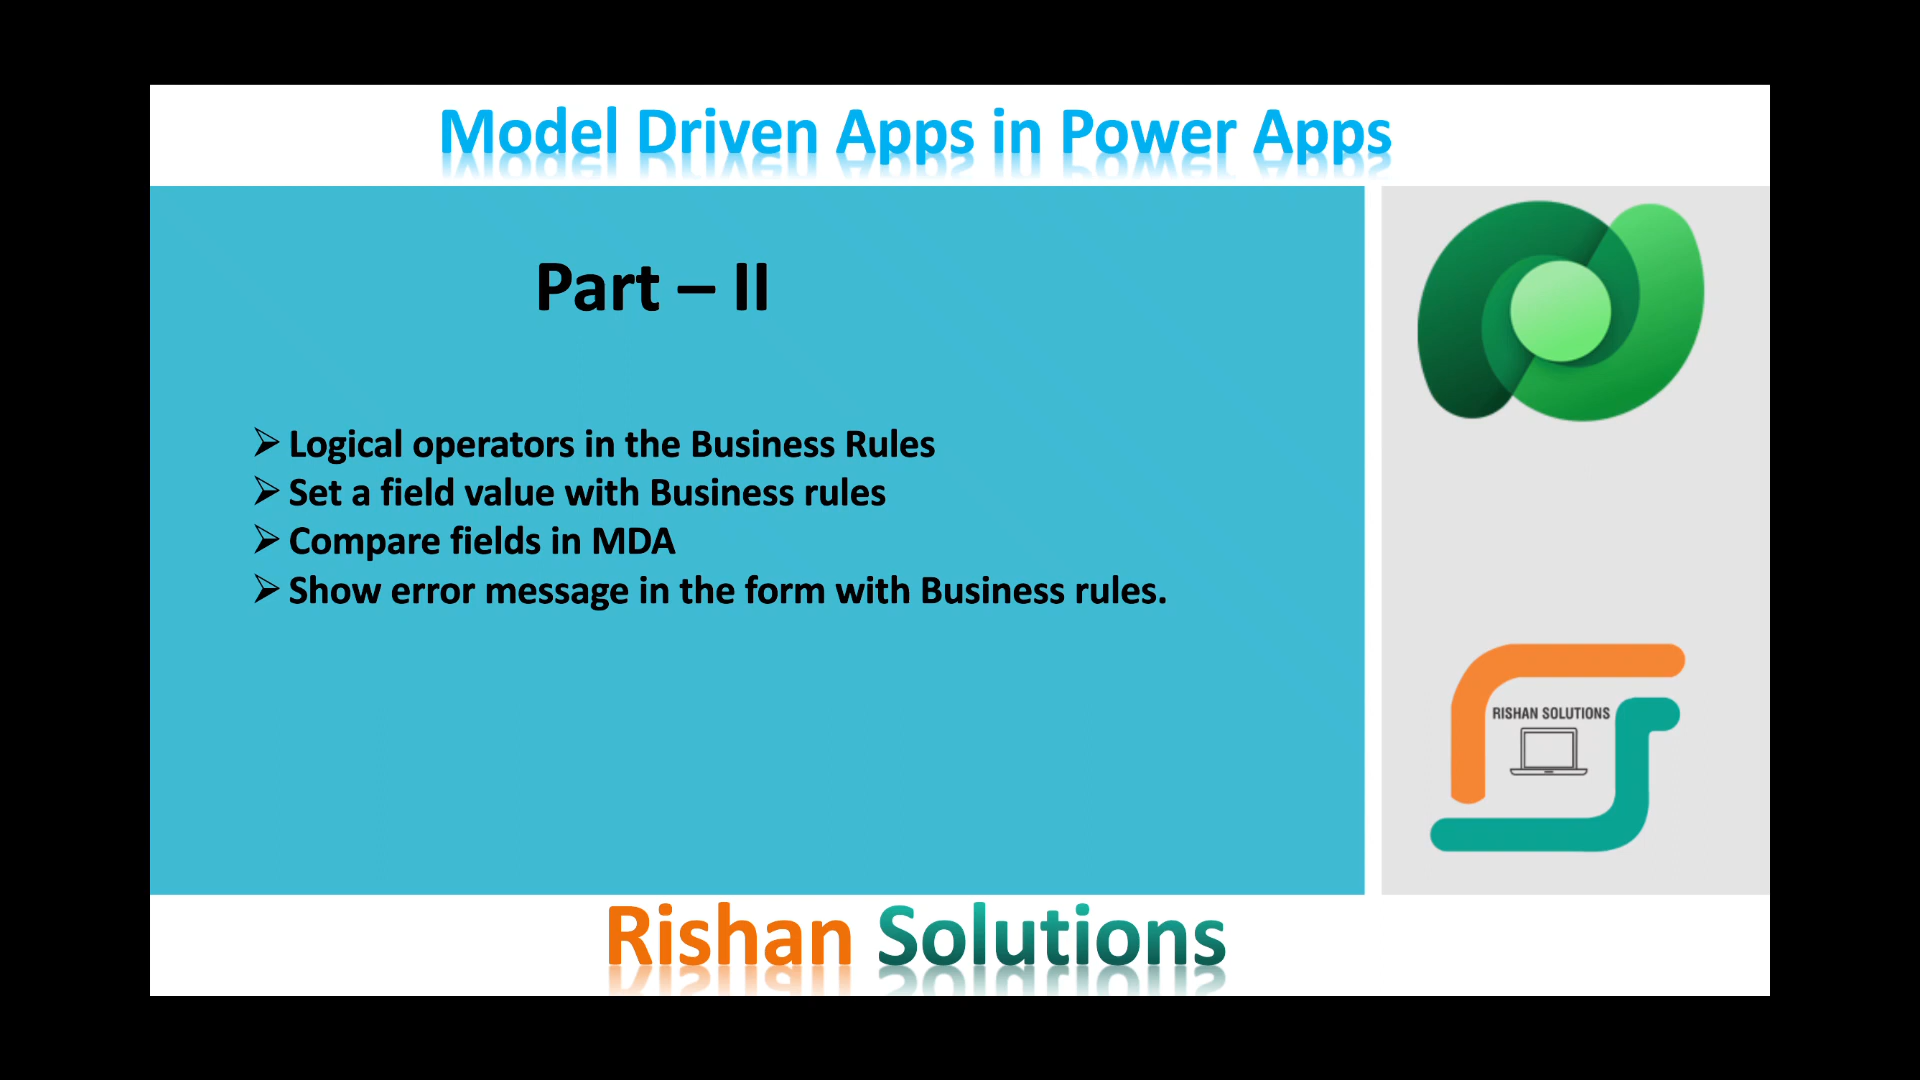 Model Driven Apps in Power Apps
Part – II
➢ Logical operators in the Business Rules
➢ Set a field value with Business rules
➢ Compare fields in MDA
➢ Show error message in the form with Business rules.
RISHAN SOLUTIONS
Rishan Solutions